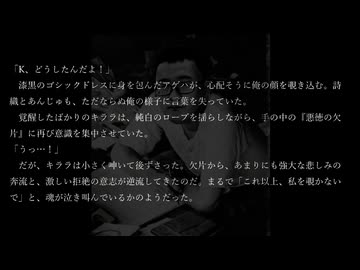 「K、どうしたんだよ！」
　漆黒のゴシックドレスに身を包んだアゲハが、心配そうに俺の顔を覗き込む。詩
織とあんじゅも、ただならぬ俺の様子に言葉を失っていた。
　覚醒したばかりのキララは、純白のローブを揺らしながら、手の中の『悪徳の欠
片』に再び意識を集中させていた。
「うっ…！」
　だが、キララは小さく呻いて後ずさった。欠片から、あまりにも強大な悲しみの
奔流と、激しい拒絶の意志が逆流してきたのだ。まるで「これ以上、私を覗かない
で」と、魂が泣き叫んでいるかのようだった。